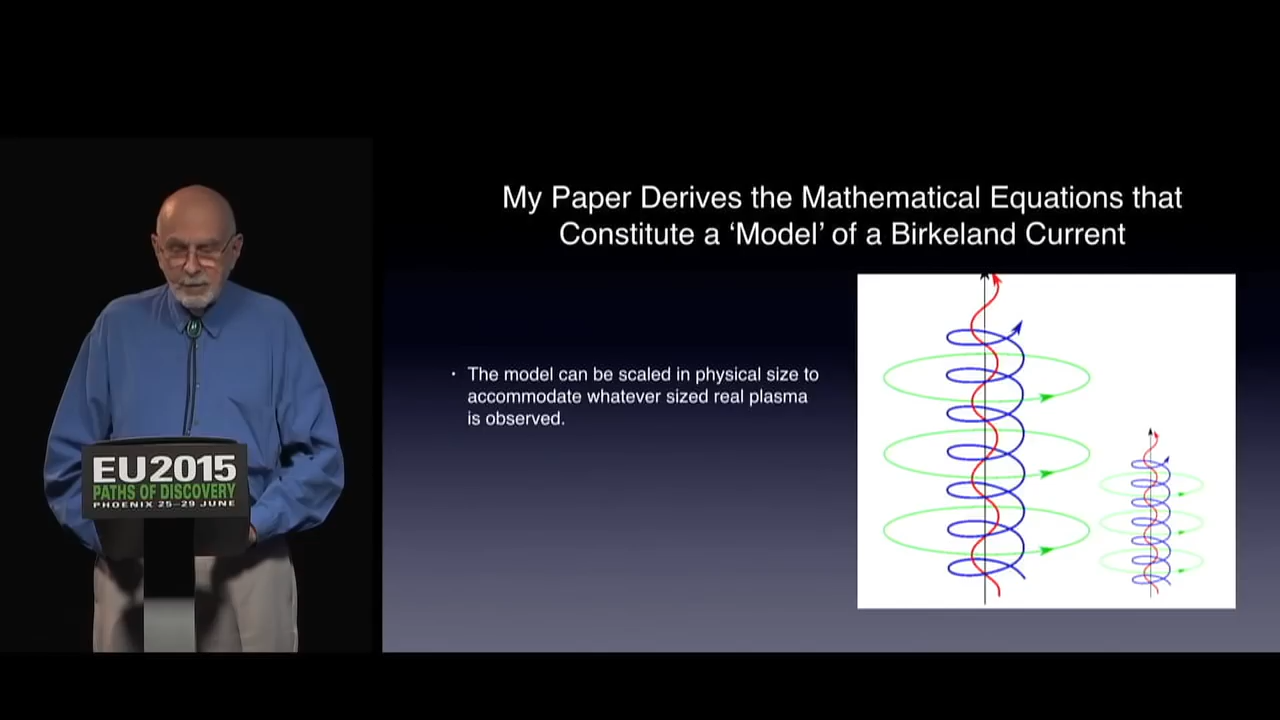 My Paper Derives the Mathematical Equations that
Constitute a ‘Model’ of a Birkeland Current
· The model can be scaled in physical size to
accommodate whatever sized real plasma
is observed.
EU2015
PATHS OF DISCOVERY
PHOENIX 25–29 JUNE